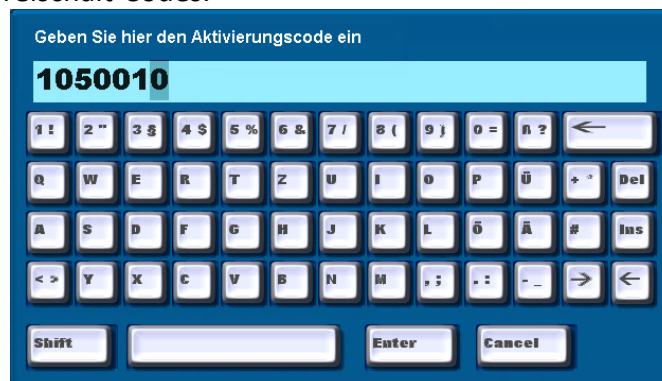 Geben Sie hier den Aktivierungscode ein
1050010
1 ! 2 " 3 § 4 $ 5 % 6 & 7 / 8 ( 9 ) 0 = ß ?
Q W E R T Z U I O P Ü + * Del
A S D F G H J K L Ö Ä # Ins
< > Y X C V B N M , ; . : - _
Shift Enter Cancel